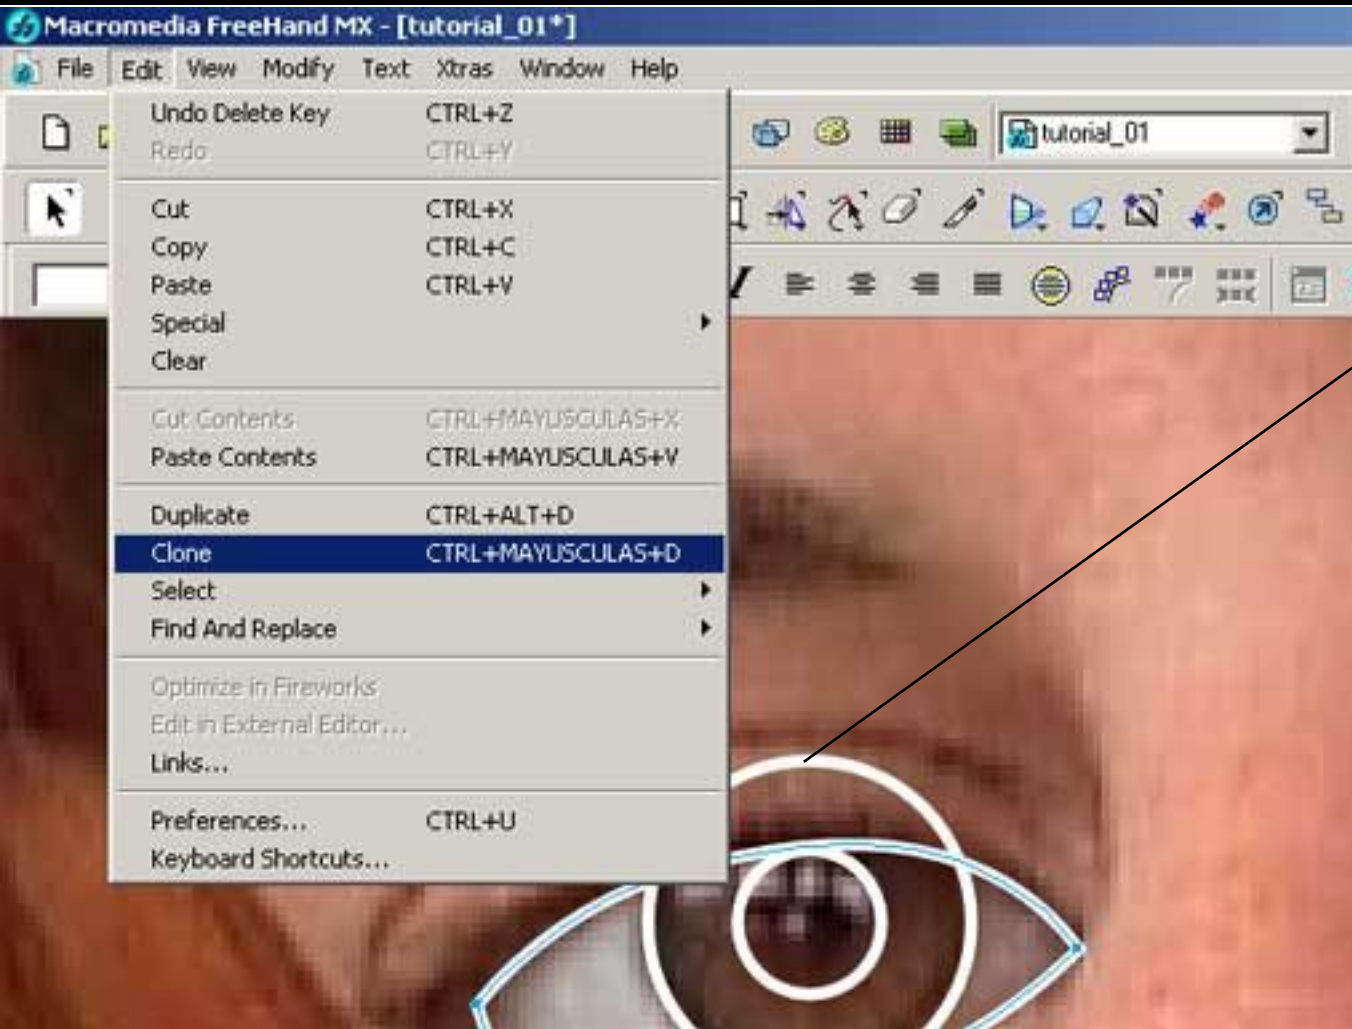 Macromedia FreeHand MX - [tutorial_01*]
File Edit View Modify Text Xtras Window Help
Undo Delete Key CTRL+Z
Redo CTRL+Y
tutorial_01
Cut CTRL+X
Copy CTRL+C
Paste CTRL+V
Special
Clear
Cut Contents CTRL+MAYUSCULAS+X
Paste Contents CTRL+MAYUSCULAS+V
Duplicate CTRL+ALT+D
Clone CTRL+MAYUSCULAS+D
Select
Find And Replace
Optimize in Fireworks
Edit in External Editor...
Links...
Preferences... CTRL+U
Keyboard Shortcuts...